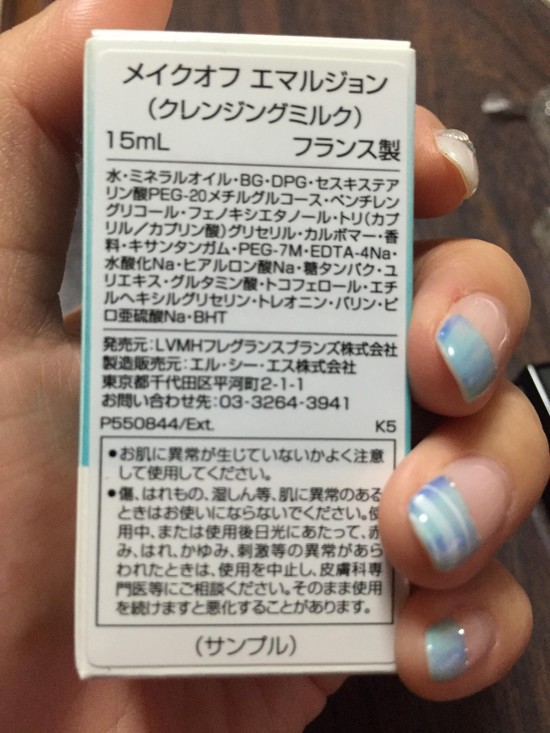 メイクオフ エマルジョン
(クレンジングミルク)
15mL フランス製
水・ミネラルオイル・BG・DPG・セスキステア
リン酸PEG-20メチルグルコース・ペンチレン
グリコール・フェノキシエタノール・トリ(カプ
リル/カプリン酸)グリセリル・カルボマー・香
料・キサンタンガム・PEG-7M・EDTA-4Na・
水酸化Na・ヒアルロン酸Na・糖タンパク・ユ
リエキス・グルタミン酸・トコフェロール・エチ
ルヘキシルグリセリン・トレオニン・バリン・ピ
ロ亜硫酸Na・BHT
発売元:LVMHフレグランスブランズ株式会社
製造販売元:エル・シー・エス株式会社
東京都千代田区平河町2-1-1
お問い合わせ先:03-3264-3941
P550844/Ext. K5
●お肌に異常が生じていないかよく注意
して使用してください。
●傷、はれもの、湿しん等、肌に異常のある
ときはお使いにならないでください。使
用中、または使用後日光にあたって、赤
み、はれ、かゆみ、刺激等の異常があら
われたときは、使用を中止し、皮膚科専
門医等にご相談ください。そのまま使用
を続けますと悪化することがあります。
(サンプル)